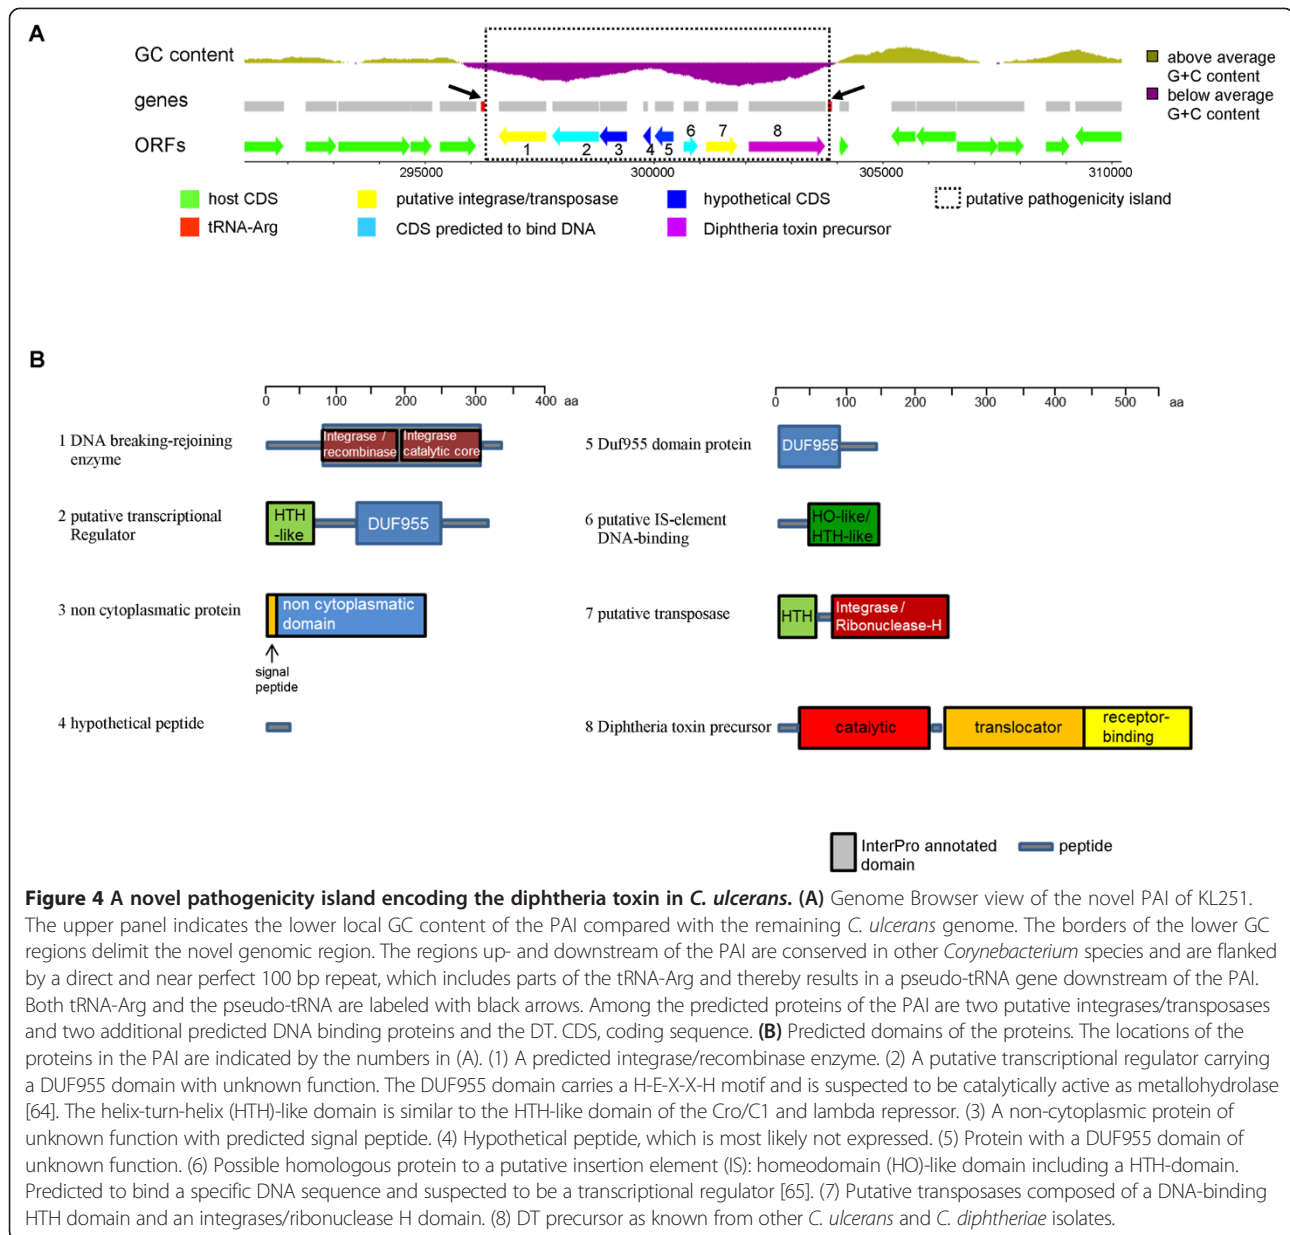 A
GC content
genes
ORFs
above average
G+C content
below average
G+C content
1
2
3
4
5
6
7
8
295000
300000
305000
310000
host CDS
putative integrase/transposase
hypothetical CDS
putative pathogenicity island
tRNA-Arg
CDS predicted to bind DNA
Diphtheria toxin precursor
B
0 100 200 300 400 aa
1 DNA breaking-rejoining
enzyme
Integrase /
recombinase
Integrase
catalytic core
2 putative transcriptional
Regulator
HTH
-like
DUF955
3 non cytoplasmatic protein
non cytoplasmatic
domain
signal
peptide
4 hypothetical peptide
0 100 200 300 400 500 aa
5 Duf955 domain protein
DUF955
6 putative IS-element
DNA-binding
HO-like/
HTH-like
7 putative transposase
HTH
Integrase /
Ribonuclease-H
8 Diphtheria toxin precursor
catalytic
translocator
receptor-
binding
InterPro annotated
domain
peptide
Figure 4 A novel pathogenicity island encoding the diphtheria toxin in C. ulcerans. (A) Genome Browser view of the novel PAI of KL251.
The upper panel indicates the lower local GC content of the PAI compared with the remaining C. ulcerans genome. The borders of the lower GC
regions delimit the novel genomic region. The regions up- and downstream of the PAI are conserved in other Corynebacterium species and are flanked
by a direct and near perfect 100 bp repeat, which includes parts of the tRNA-Arg and thereby results in a pseudo-tRNA gene downstream of the PAI.
Both tRNA-Arg and the pseudo-tRNA are labeled with black arrows. Among the predicted proteins of the PAI are two putative integrases/transposases
and two additional predicted DNA binding proteins and the DT. CDS, coding sequence. (B) Predicted domains of the proteins. The locations of the
proteins in the PAI are indicated by the numbers in (A). (1) A predicted integrase/recombinase enzyme. (2) A putative transcriptional regulator carrying
a DUF955 domain with unknown function. The DUF955 domain carries a H-E-X-X-H motif and is suspected to be catalytically active as metallohydrolase
[64]. The helix-turn-helix (HTH)-like domain is similar to the HTH-like domain of the Cro/C1 and lambda repressor. (3) A non-cytoplasmic protein of
unknown function with predicted signal peptide. (4) Hypothetical peptide, which is most likely not expressed. (5) Protein with a DUF955 domain of
unknown function. (6) Possible homologous protein to a putative insertion element (IS): homeodomain (HO)-like domain including a HTH-domain.
Predicted to bind a specific DNA sequence and suspected to be a transcriptional regulator [65]. (7) Putative transposases composed of a DNA-binding
HTH domain and an integrases/ribonuclease H domain. (8) DT precursor as known from other C. ulcerans and C. diphtheriae isolates.